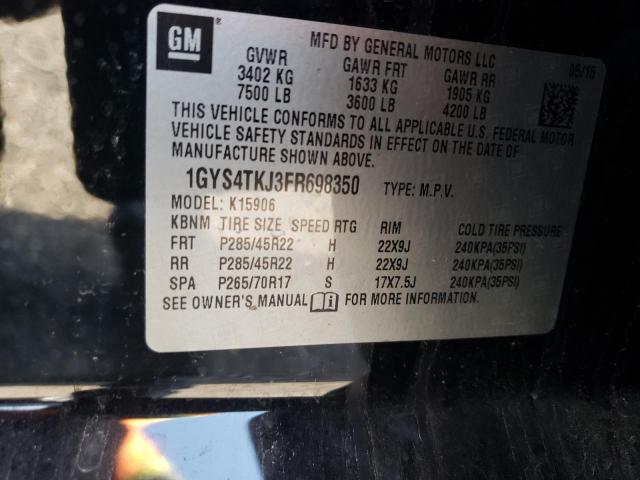 GM
MFD BY GENERAL MOTORS LLC
GVWR GAWR FRT GAWR RR 05/15
3402 KG 1633 KG 1905 KG
7500 LB 3600 LB 4200 LB
THIS VEHICLE CONFORMS TO ALL APPLICABLE U.S. FEDERAL MOTOR
VEHICLE SAFETY STANDARDS IN EFFECT ON THE DATE OF
MANUFACTURE SHOWN ABOVE.
1GYS4TKJ3FR698350 TYPE: M.P.V.
MODEL: K15906
KBNM TIRE SIZE SPEED RTG RIM COLD TIRE PRESSURE
FRT P285/45R22 H 22X9J 240KPA(35PSI)
RR P285/45R22 H 22X9J 240KPA(35PSI)
SPA P265/70R17 S 17X7.5J 240KPA(35PSI)
SEE OWNER'S MANUAL FOR MORE INFORMATION.